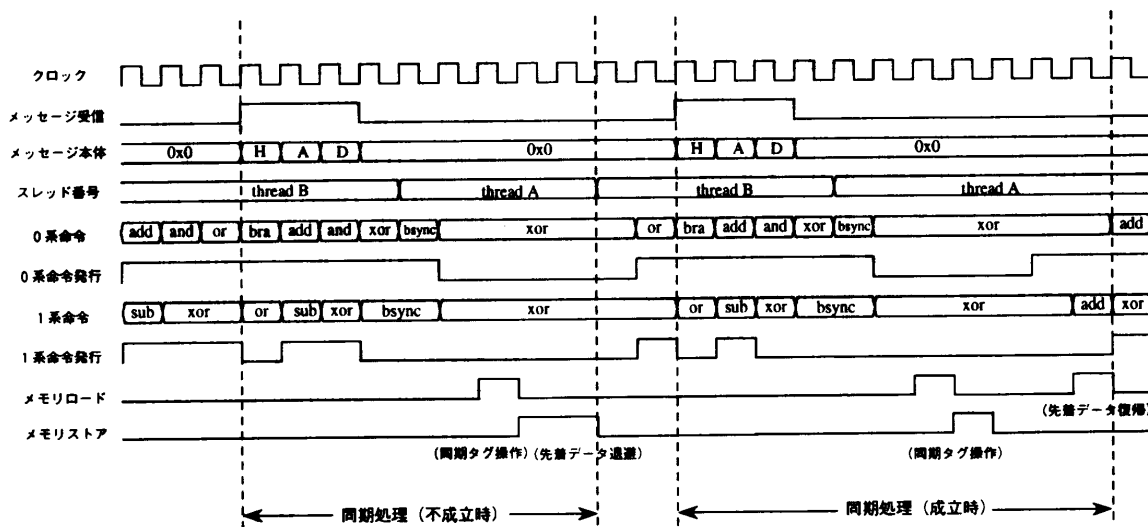 クロック
メッセージ受信
メッセージ本体 0x0 H A D 0x0 H A D 0x0
スレッド番号 thread B thread A thread B thread A
0系命令 add and or bra add and xor bsync xor or bra add and xor bsync xor add
0系命令発行
1系命令 sub xor or sub xor bsync xor or sub xor bsync xor add xor
1系命令発行
メモリロード
(先着データ復帰)
メモリストア
(同期タグ操作) (先着データ退避) (同期タグ操作)
同期処理(不成立時) 同期処理(成立時)